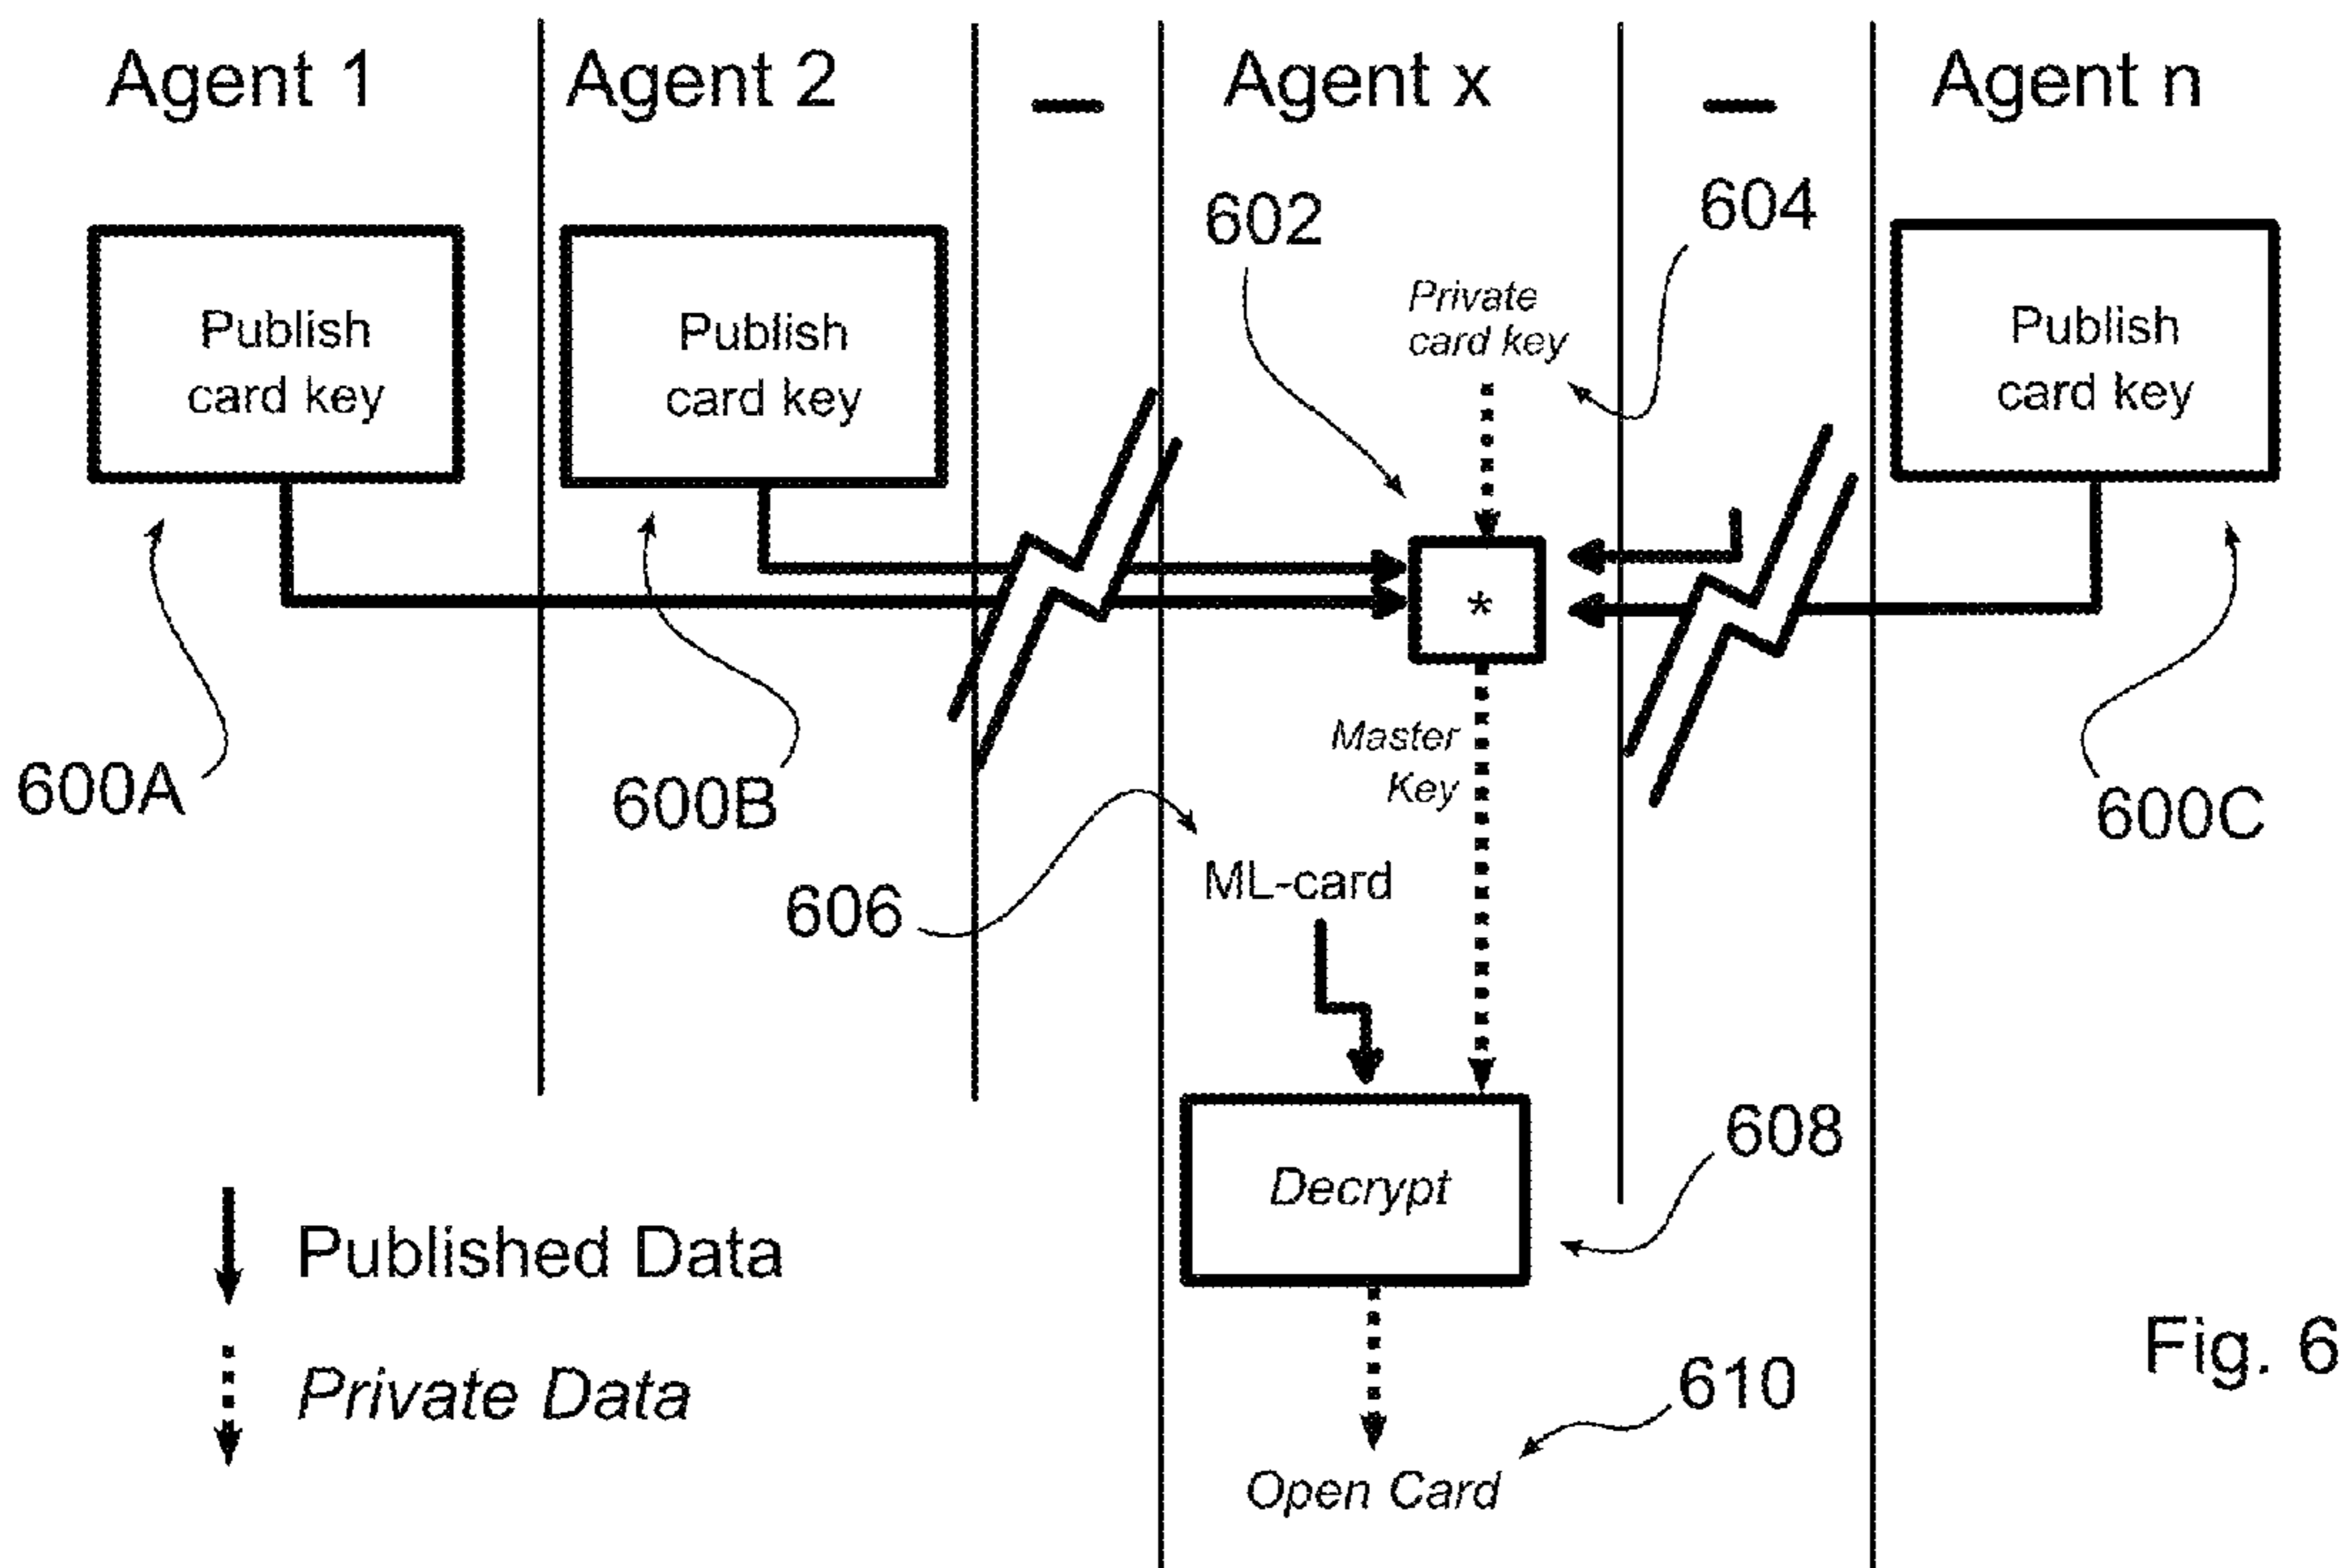 Agent 1
Agent 2
–
Agent x
–
Agent n
602
604
Publish
card key
Publish
card key
Private
card key
Publish
card key
*
600A
600B
Master
Key
600C
606
ML-card
608
Decrypt
Published Data
Private Data
610
Open Card
Fig. 6